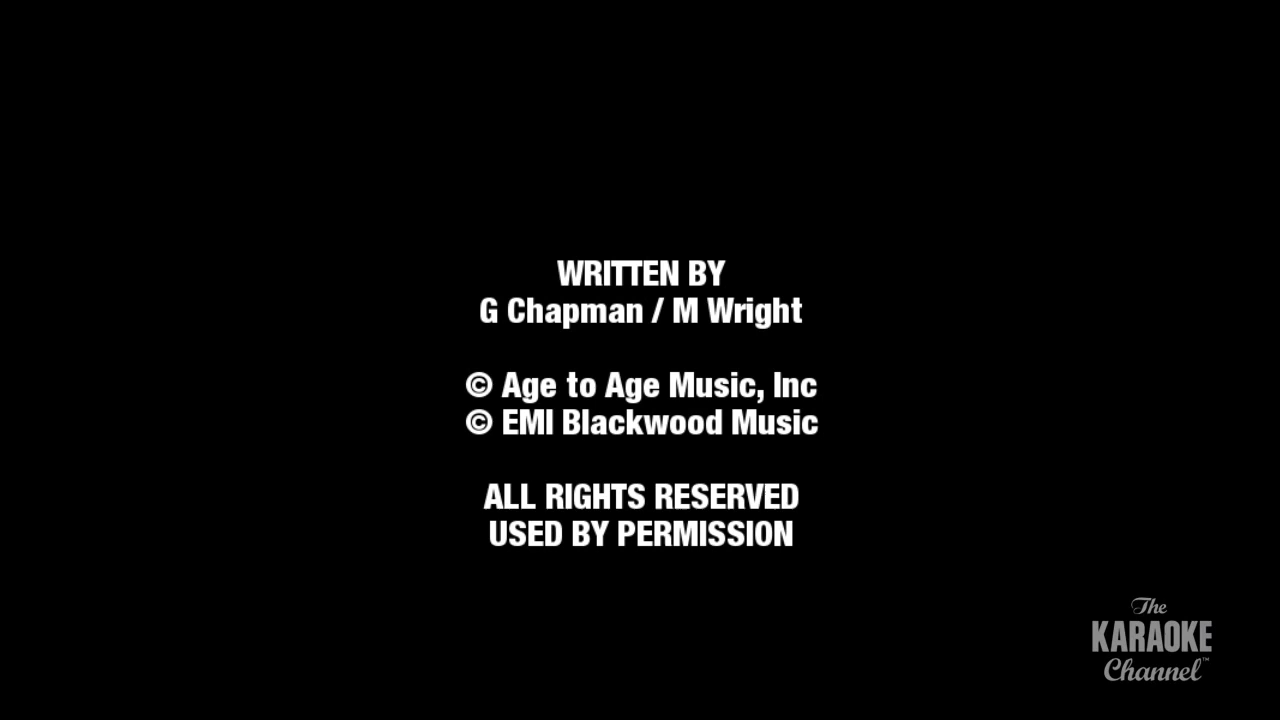 WRITTEN BY
G Chapman / M Wright
© Age to Age Music, Inc
© EMI Blackwood Music
ALL RIGHTS RESERVED
USED BY PERMISSION
The
KARAOKE
Channel™